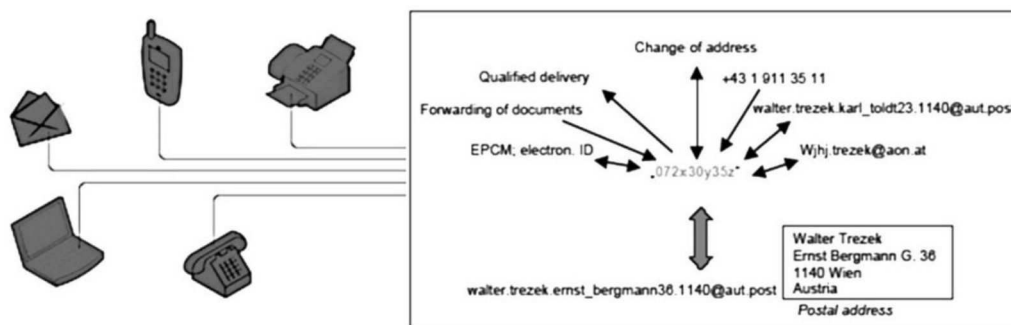 Change of address
Qualified delivery
+43 1 911 35 11
Forwarding of documents
walter.trezek.karl_toldt23.1140@aut.post
EPCM; electron. ID
Wjhj.trezek@aon.at
„072x30y35z"
Walter Trezek
Ernst Bergmann G. 36
1140 Wien
Austria
walter.trezek.ernst_bergmann36.1140@aut.post
Postal address